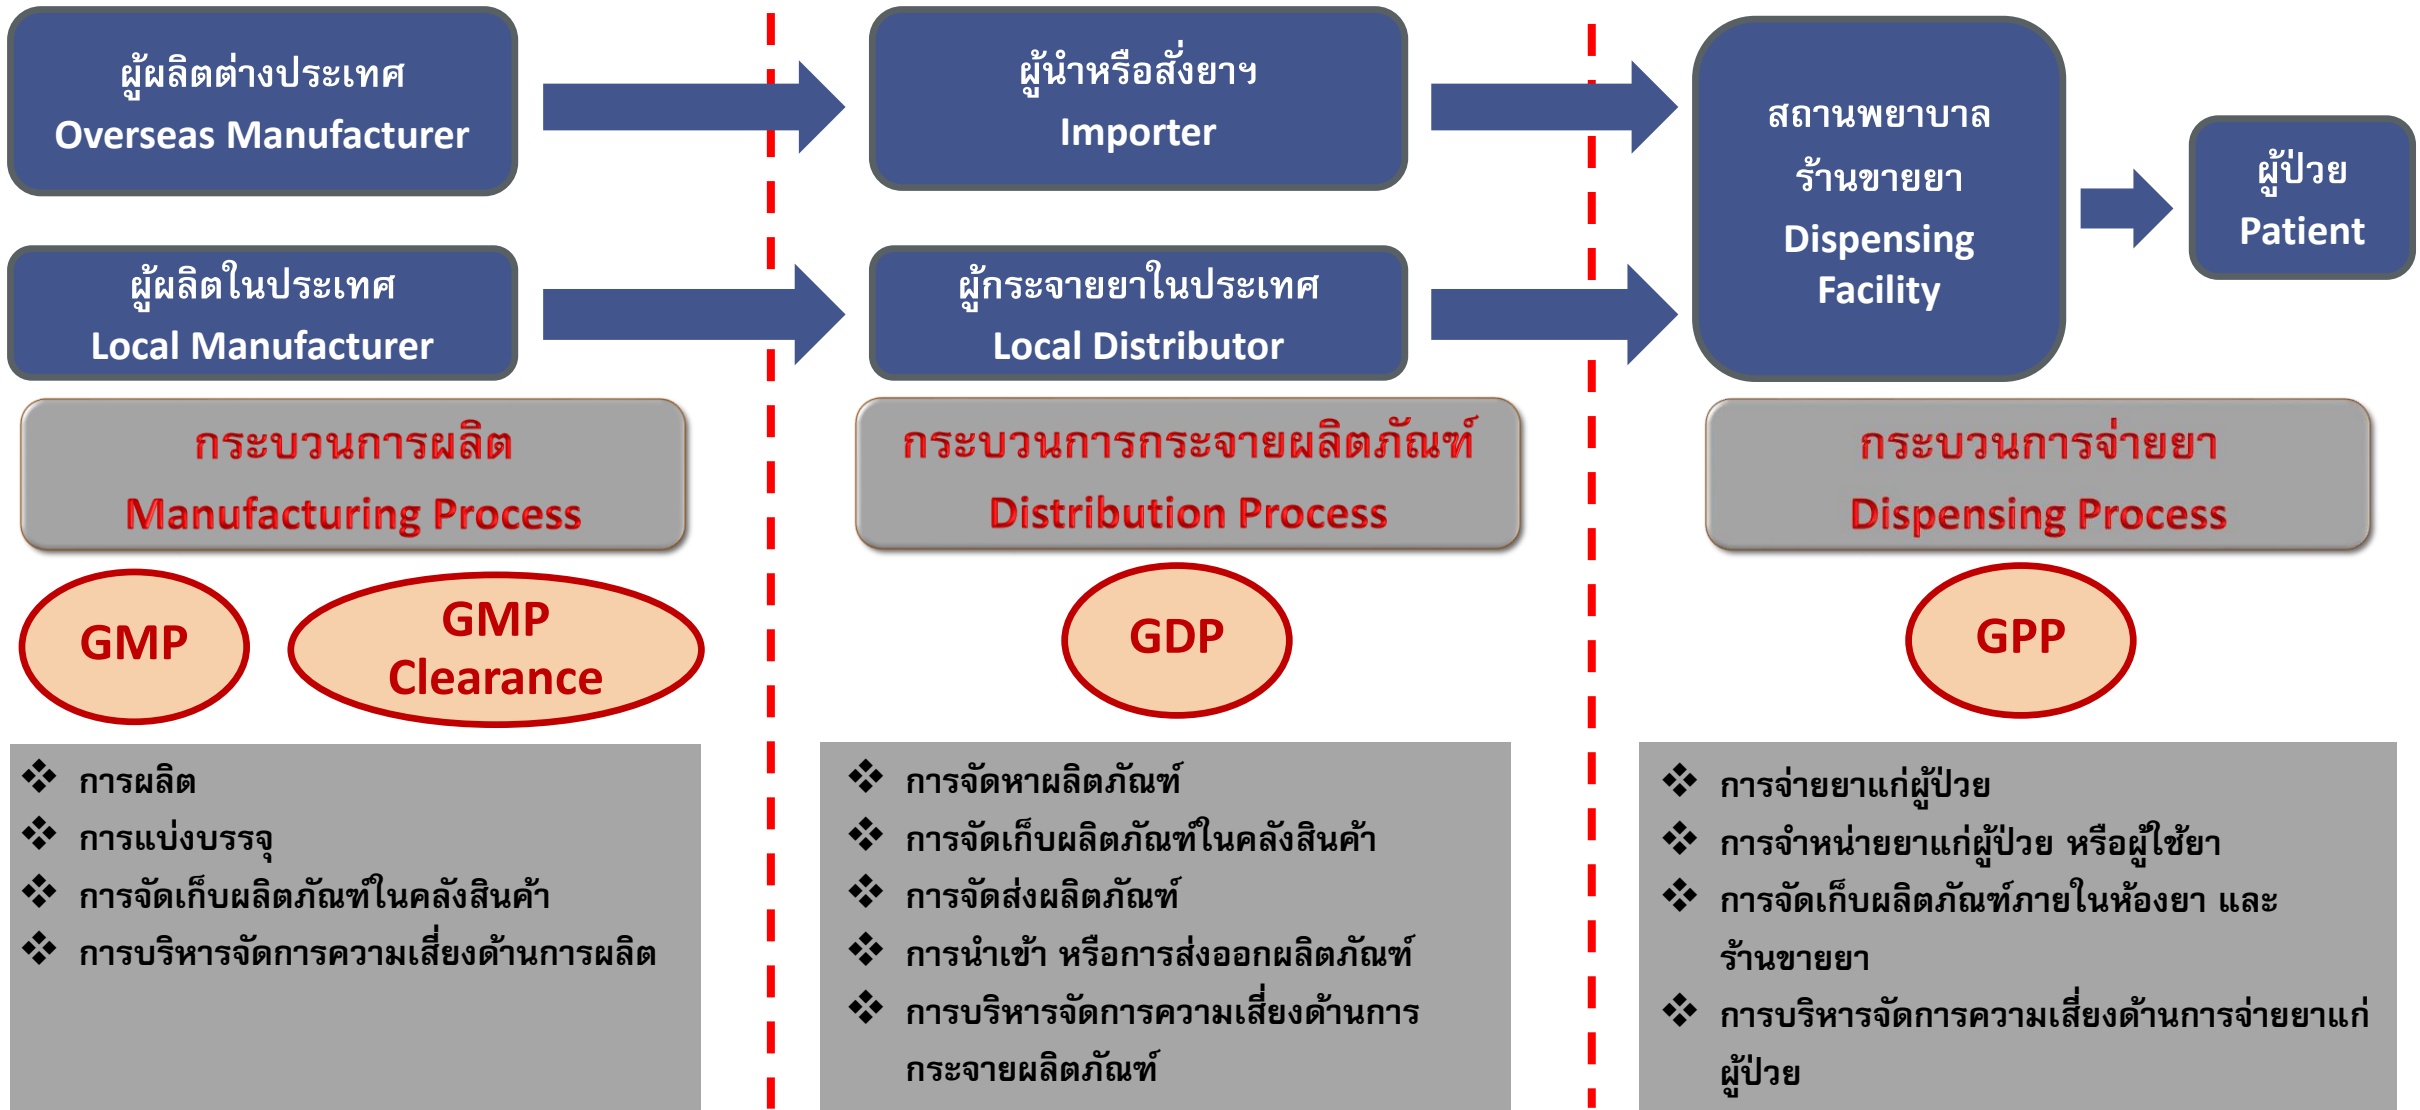 ผู้ผลิตต่างประเทศ
Overseas Manufacturer
ผู้นำหรือสั่งยาฯ
Importer
สถานพยาบาล
ร้านขายยา
Dispensing
Facility
ผู้ป่วย
Patient
ผู้ผลิตในประเทศ
Local Manufacturer
ผู้กระจายยาในประเทศ
Local Distributor
กระบวนการผลิต
Manufacturing Process
กระบวนการกระจายผลิตภัณฑ์
Distribution Process
กระบวนการจ่ายยา
Dispensing Process
GMP
GMP
Clearance
GDP
GPP
❖ การผลิต
❖ การแบ่งบรรจุ
❖ การจัดเก็บผลิตภัณฑ์ในคลังสินค้า
❖ การบริหารจัดการความเสี่ยงด้านการผลิต
❖ การจัดหาผลิตภัณฑ์
❖ การจัดเก็บผลิตภัณฑ์ในคลังสินค้า
❖ การจัดส่งผลิตภัณฑ์
❖ การนำเข้า หรือการส่งออกผลิตภัณฑ์
❖ การบริหารจัดการความเสี่ยงด้านการ
กระจายผลิตภัณฑ์
❖ การจ่ายยาแก่ผู้ป่วย
❖ การจำหน่ายยาแก่ผู้ป่วย หรือผู้ใช้ยา
❖ การจัดเก็บผลิตภัณฑ์ภายในห้องยา และ
ร้านขายยา
❖ การบริหารจัดการความเสี่ยงด้านการจ่ายยาแก่
ผู้ป่วย